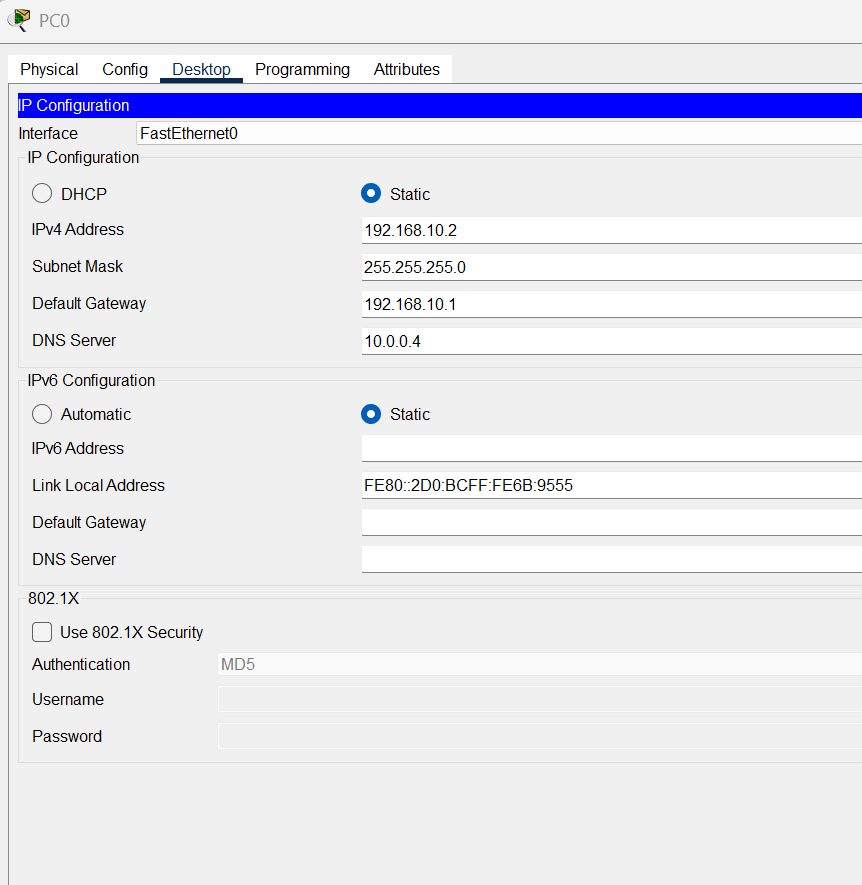 PC0
Physical Config Desktop Programming Attributes
IP Configuration
Interface FastEthernet0
IP Configuration
DHCP Static
IPv4 Address 192.168.10.2
Subnet Mask 255.255.255.0
Default Gateway 192.168.10.1
DNS Server 10.0.0.4
IPv6 Configuration
Automatic Static
IPv6 Address
Link Local Address FE80::2D0:BCFF:FE6B:9555
Default Gateway
DNS Server
802.1X
Use 802.1X Security
Authentication MD5
Username
Password